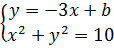 y = −3x + b
x² + y² = 10